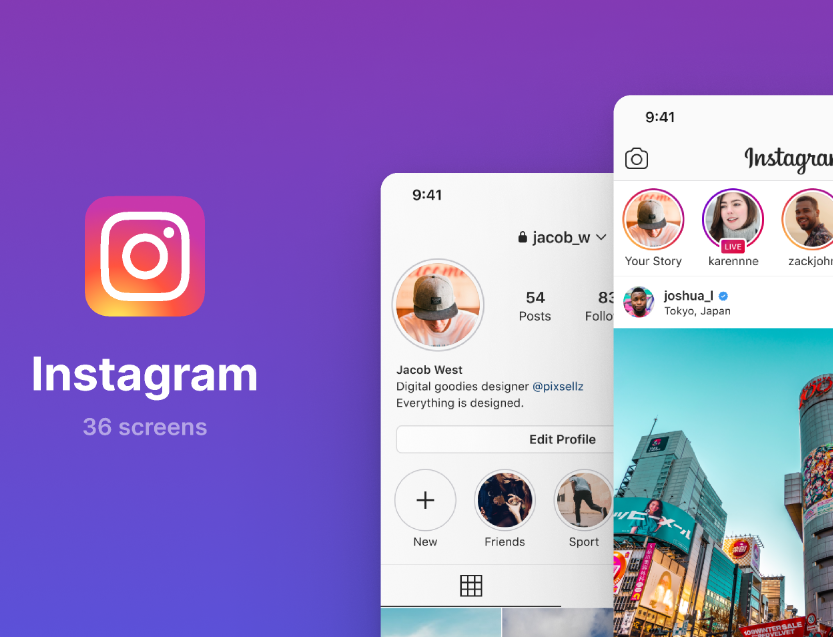 Instagram
36 screens
9:41
jacob_w
54
Posts
83
Follo
Jacob West
Digital goodies designer @pixsellz
Everything is designed.
Edit Profile
New
Friends
Sport
9:41
Instagram
Your Story
LIVE
karennne
zackjohn
joshua_l
Tokyo, Japan